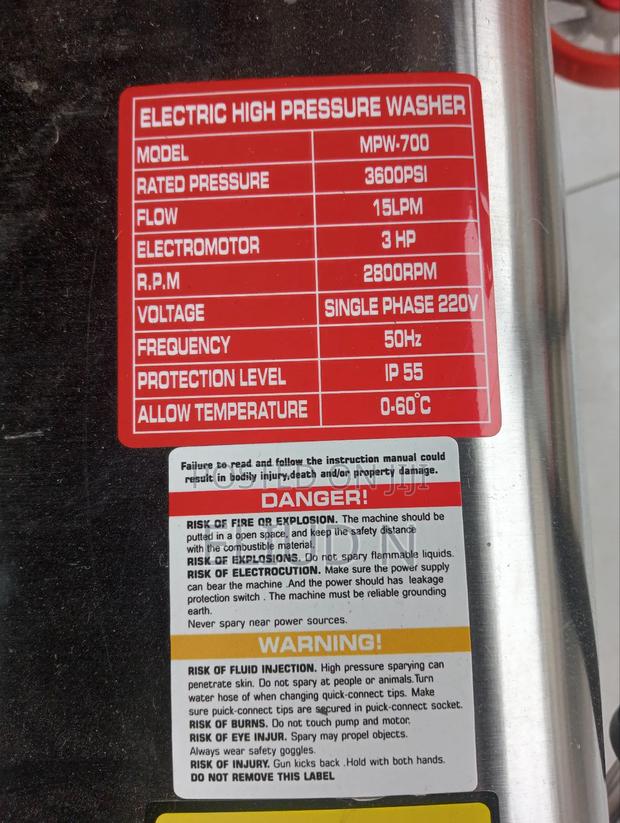 ELECTRIC HIGH PRESSURE WASHER
MODEL MPW-700
RATED PRESSURE 3600PSI
FLOW 15LPM
ELECTROMOTOR 3 HP
R.P.M 2800RPM
VOLTAGE SINGLE PHASE 220V
FREQUENCY 50Hz
PROTECTION LEVEL IP 55
ALLOW TEMPERATURE 0-60°C
Failure to read and follow the instruction manual could
result in bodily injury,death and/or property damage.
POSTED ON JIJI
DANGER!
RISK OF FIRE OR EXPLOSION. The machine should be
putted in a open space, and keep the safety distance
with the combustible material.
RISK OF EXPLOSIONS. Do not spary flammable liquids.
RISK OF ELECTROCUTION. Make sure the power supply
can bear the machine .And the power should has leakage
protection switch . The machine must be reliable grounding
earth.
Never spary near power sources.
WARNING!
RISK OF FLUID INJECTION. High pressure sparying can
penetrate skin. Do not spary at people or animals.Turn
water hose of when changing quick-connect tips. Make
sure puick-connect tips are secured in puick-connect socket.
RISK OF BURNS. Do not touch pump and motor.
RISK OF EYE INJUR. Spary may propel objects.
Always wear safety goggles.
RISK OF INJURY. Gun kicks back .Hold with both hands.
DO NOT REMOVE THIS LABEL